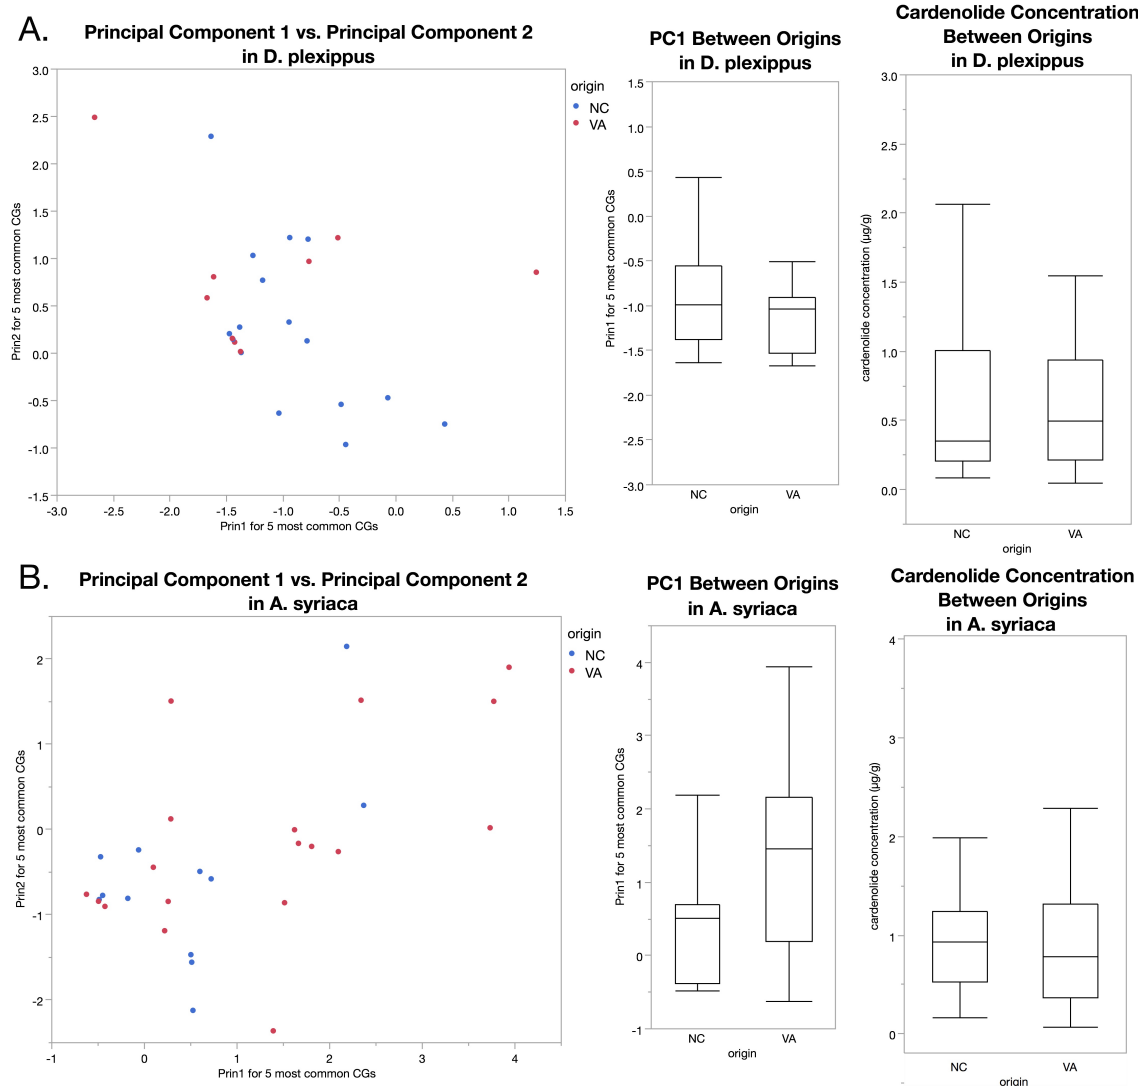 A.
Principal Component 1 vs. Principal Component 2
in D. plexippus
3.0
2.5
2.0
1.5
1.0
0.5
0.0
-0.5
-1.0
-1.5
Prin2 for 5 most common CGs
-3.0 -2.5 -2.0 -1.5 -1.0 -0.5 0.0 0.5 1.0 1.5
Prin1 for 5 most common CGs
origin
NC
VA
PC1 Between Origins
in D. plexippus
1.5
1.0
0.5
0.0
-0.5
-1.0
-1.5
-2.0
-2.5
-3.0
Prin1 for 5 most common CGs
NC VA
origin
Cardenolide Concentration
Between Origins
in D. plexippus
3.0
2.5
2.0
1.5
1.0
0.5
0.0
cardenolide concentration (µg/g)
NC VA
origin
B.
Principal Component 1 vs. Principal Component 2
in A. syriaca
2
1
0
-1
-2
Prin2 for 5 most common CGs
-1 0 1 2 3 4
Prin1 for 5 most common CGs
origin
NC
VA
PC1 Between Origins
in A. syriaca
4
3
2
1
0
-1
Prin1 for 5 most common CGs
NC VA
origin
Cardenolide Concentration
Between Origins
in A. syriaca
4
3
2
1
0
cardenolide concentration (µg/g)
NC VA
origin